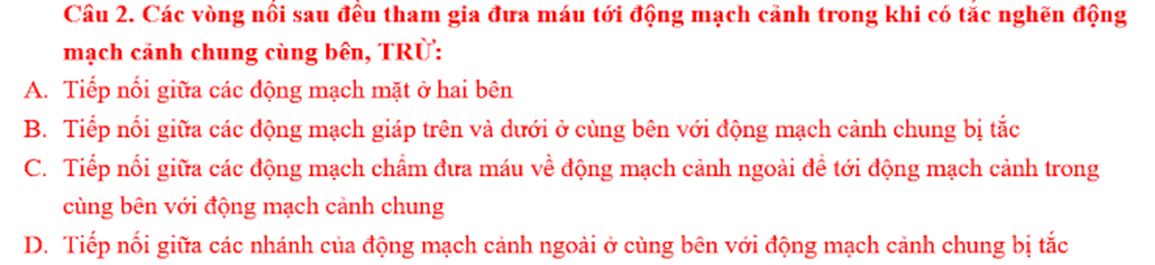 Câu 2. Các vòng nối sau đều tham gia đưa máu tới động mạch cảnh trong khi có tắc nghẽn động
mạch cảnh chung cùng bên, TRỪ:
A. Tiếp nối giữa các động mạch mặt ở hai bên
B. Tiếp nối giữa các động mạch giáp trên và dưới ở cùng bên với động mạch cảnh chung bị tắc
C. Tiếp nối giữa các động mạch chẩm đưa máu về động mạch cảnh ngoài để tới động mạch cảnh trong
cùng bên với động mạch cảnh chung
D. Tiếp nối giữa các nhánh của động mạch cảnh ngoài ở cùng bên với động mạch cảnh chung bị tắc